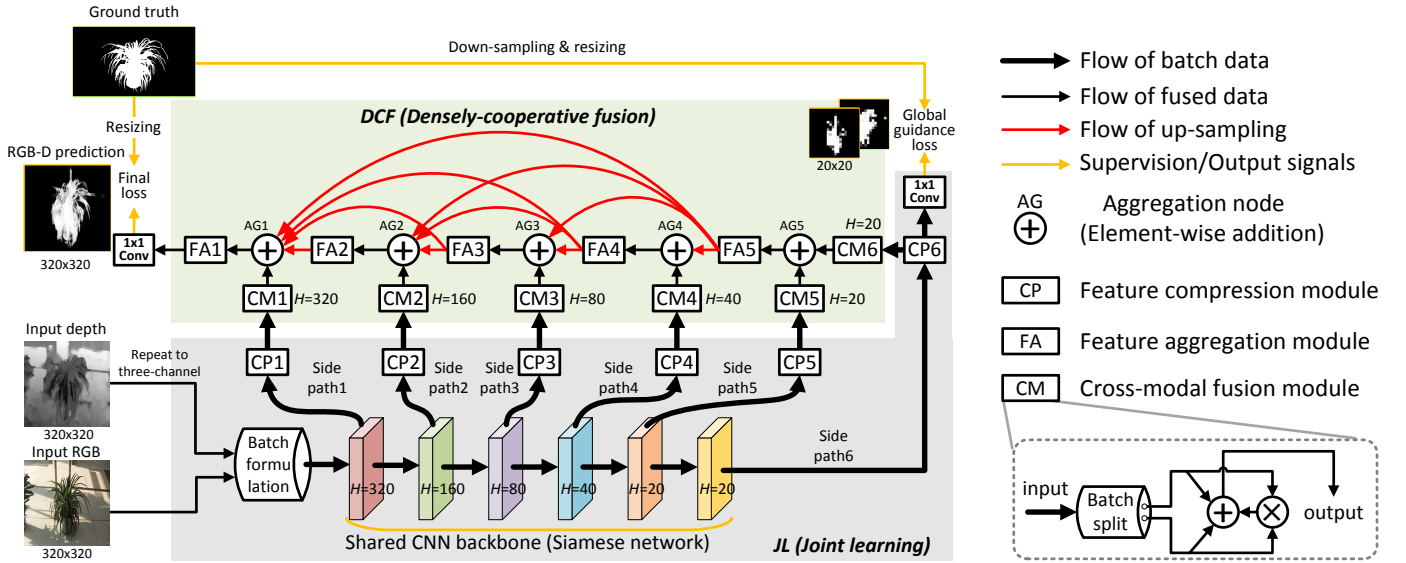 Ground truth
Down-sampling & resizing
Resizing
RGB-D prediction
Final
loss
320x320
1x1
Conv
DCF (Densely-cooperative fusion)
20x20
Global
guidance
loss
1x1
Conv
FA1
AG1
FA2
AG2
FA3
AG3
FA4
AG4
FA5
AG5
CM6
H=20
CP6
CM1
H=320
CM2
H=160
CM3
H=80
CM4
H=40
CM5
H=20
Input depth
320x320
Input RGB
320x320
Repeat to
three-channel
CP1
Side
path1
CP2
Side
path2
Side
path3
CP3
Side
path4
CP4
Side
path5
CP5
Side
path6
Batch
formu
lation
H=320
H=160
H=80
H=40
H=20
H=20
Shared CNN backbone (Siamese network)
JL (Joint learning)
Flow of batch data
Flow of fused data
Flow of up-sampling
Supervision/Output signals
AG
Aggregation node
(Element-wise addition)
CP
Feature compression module
FA
Feature aggregation module
CM
Cross-modal fusion module
input
Batch
split
output